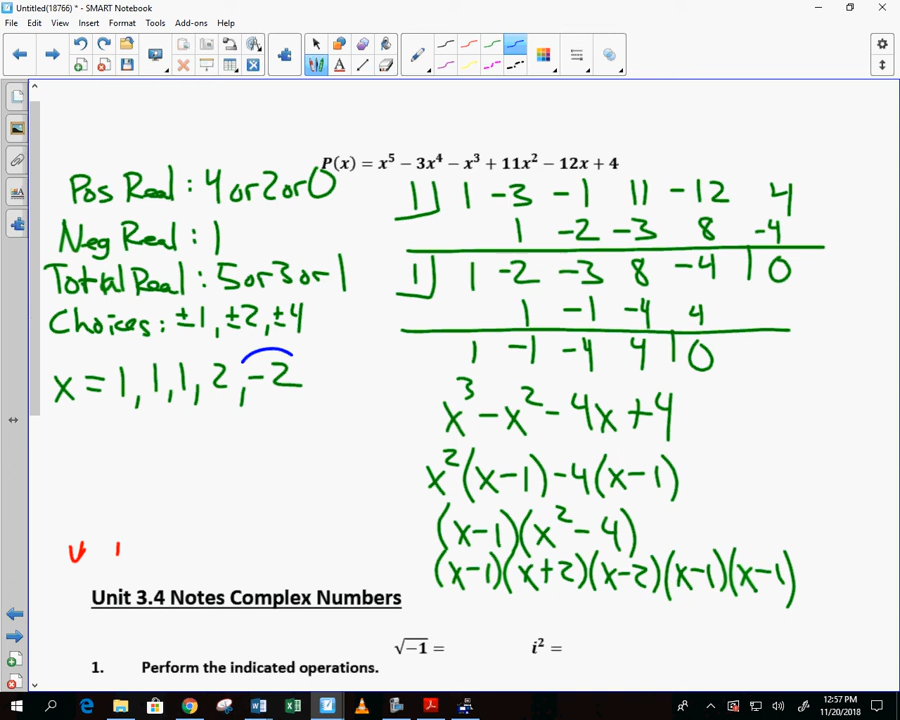 Untitled(18766) * - SMART Notebook
File Edit View Insert Format Tools Add-ons Help
P(x) = x⁵ − 3x⁴ − x³ + 11x² − 12x + 4
Pos Real : 4 or 2 or 0
Neg Real : 1
Total Real : 5 or 3 or 1
Choices: ±1, ±2, ±4
x = 1, 1, 1, 2, -2
1| 1 -3 -1 11 -12 4
1 -2 -3 8 -4
1| 1 -2 -3 8 -4 | 0
1 -1 -4 4
1 -1 -4 4 | 0
x³ - x² - 4x + 4
x²(x-1) - 4(x-1)
(x-1)(x² - 4)
(x-1)(x+2)(x-2)(x-1)(x-1)
Unit 3.4 Notes Complex Numbers
√−1 = i² =
1. Perform the indicated operations.
12:57 PM
11/20/2018